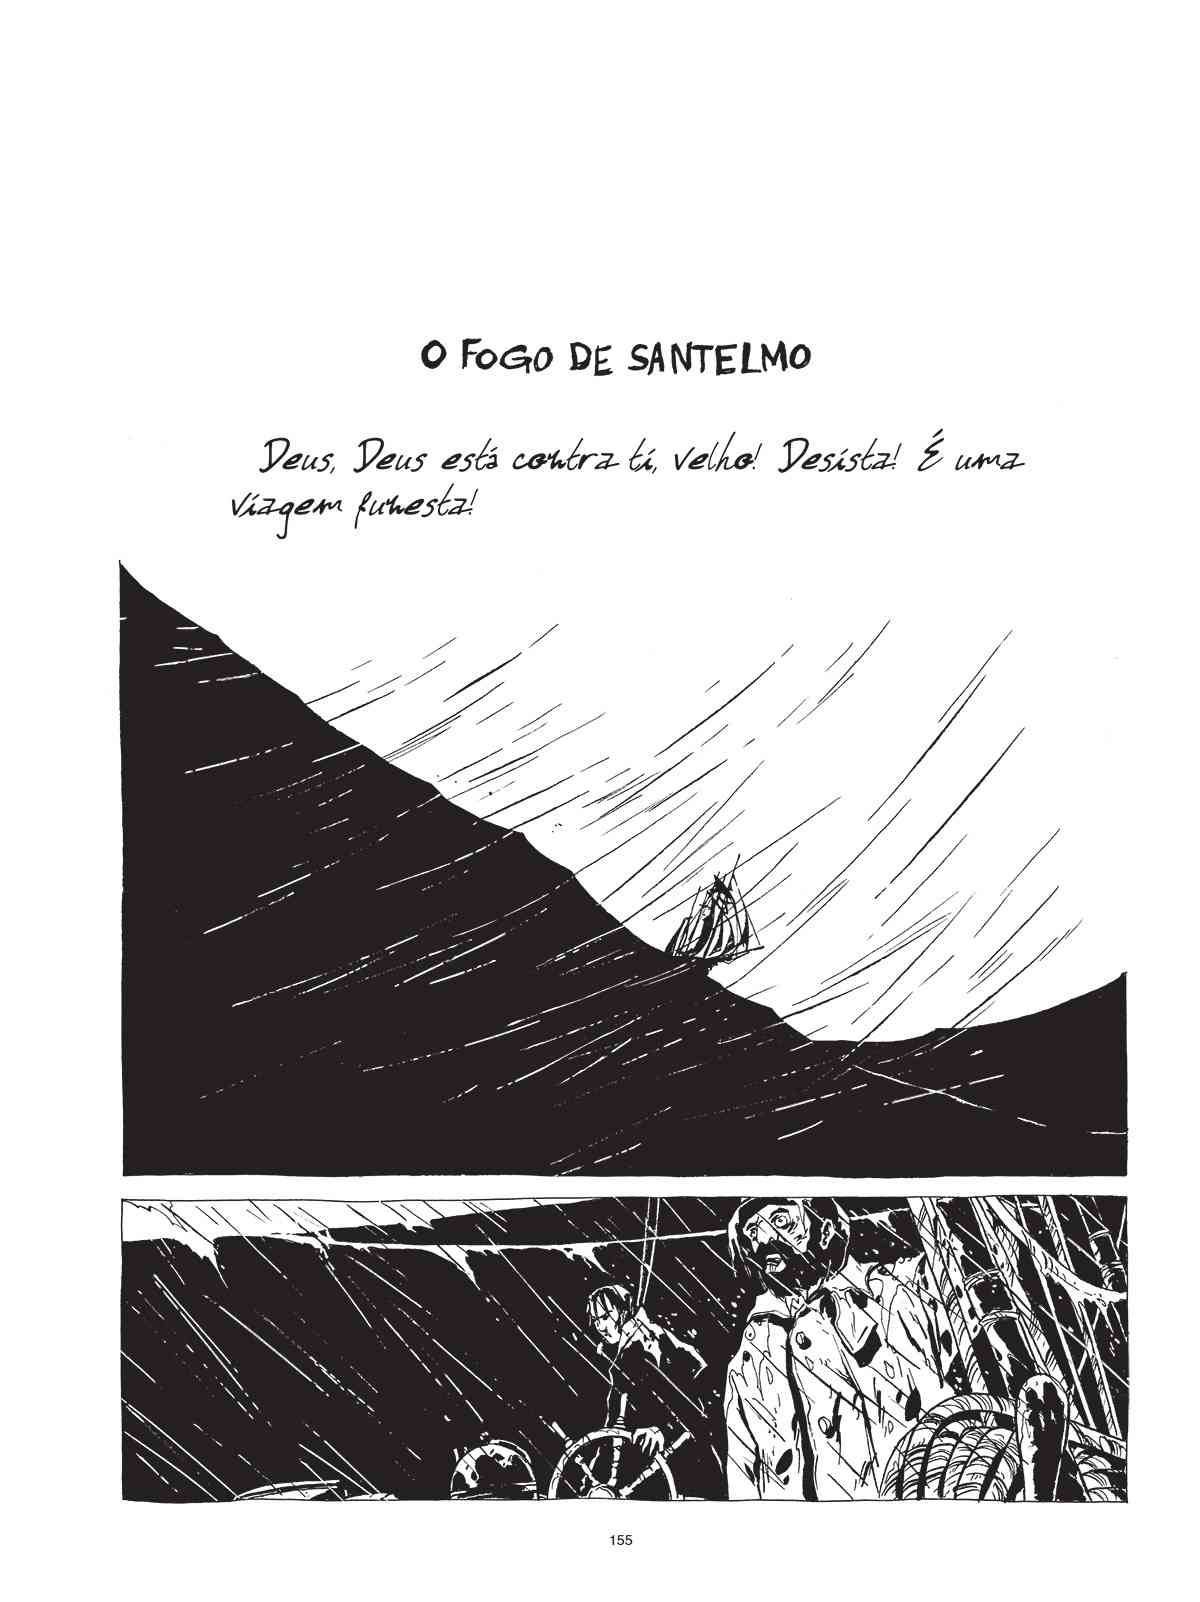 O FOGO DE SANTELMO
Deus, Deus está contra ti, velho! Desista! É uma
viagem funesta!
155